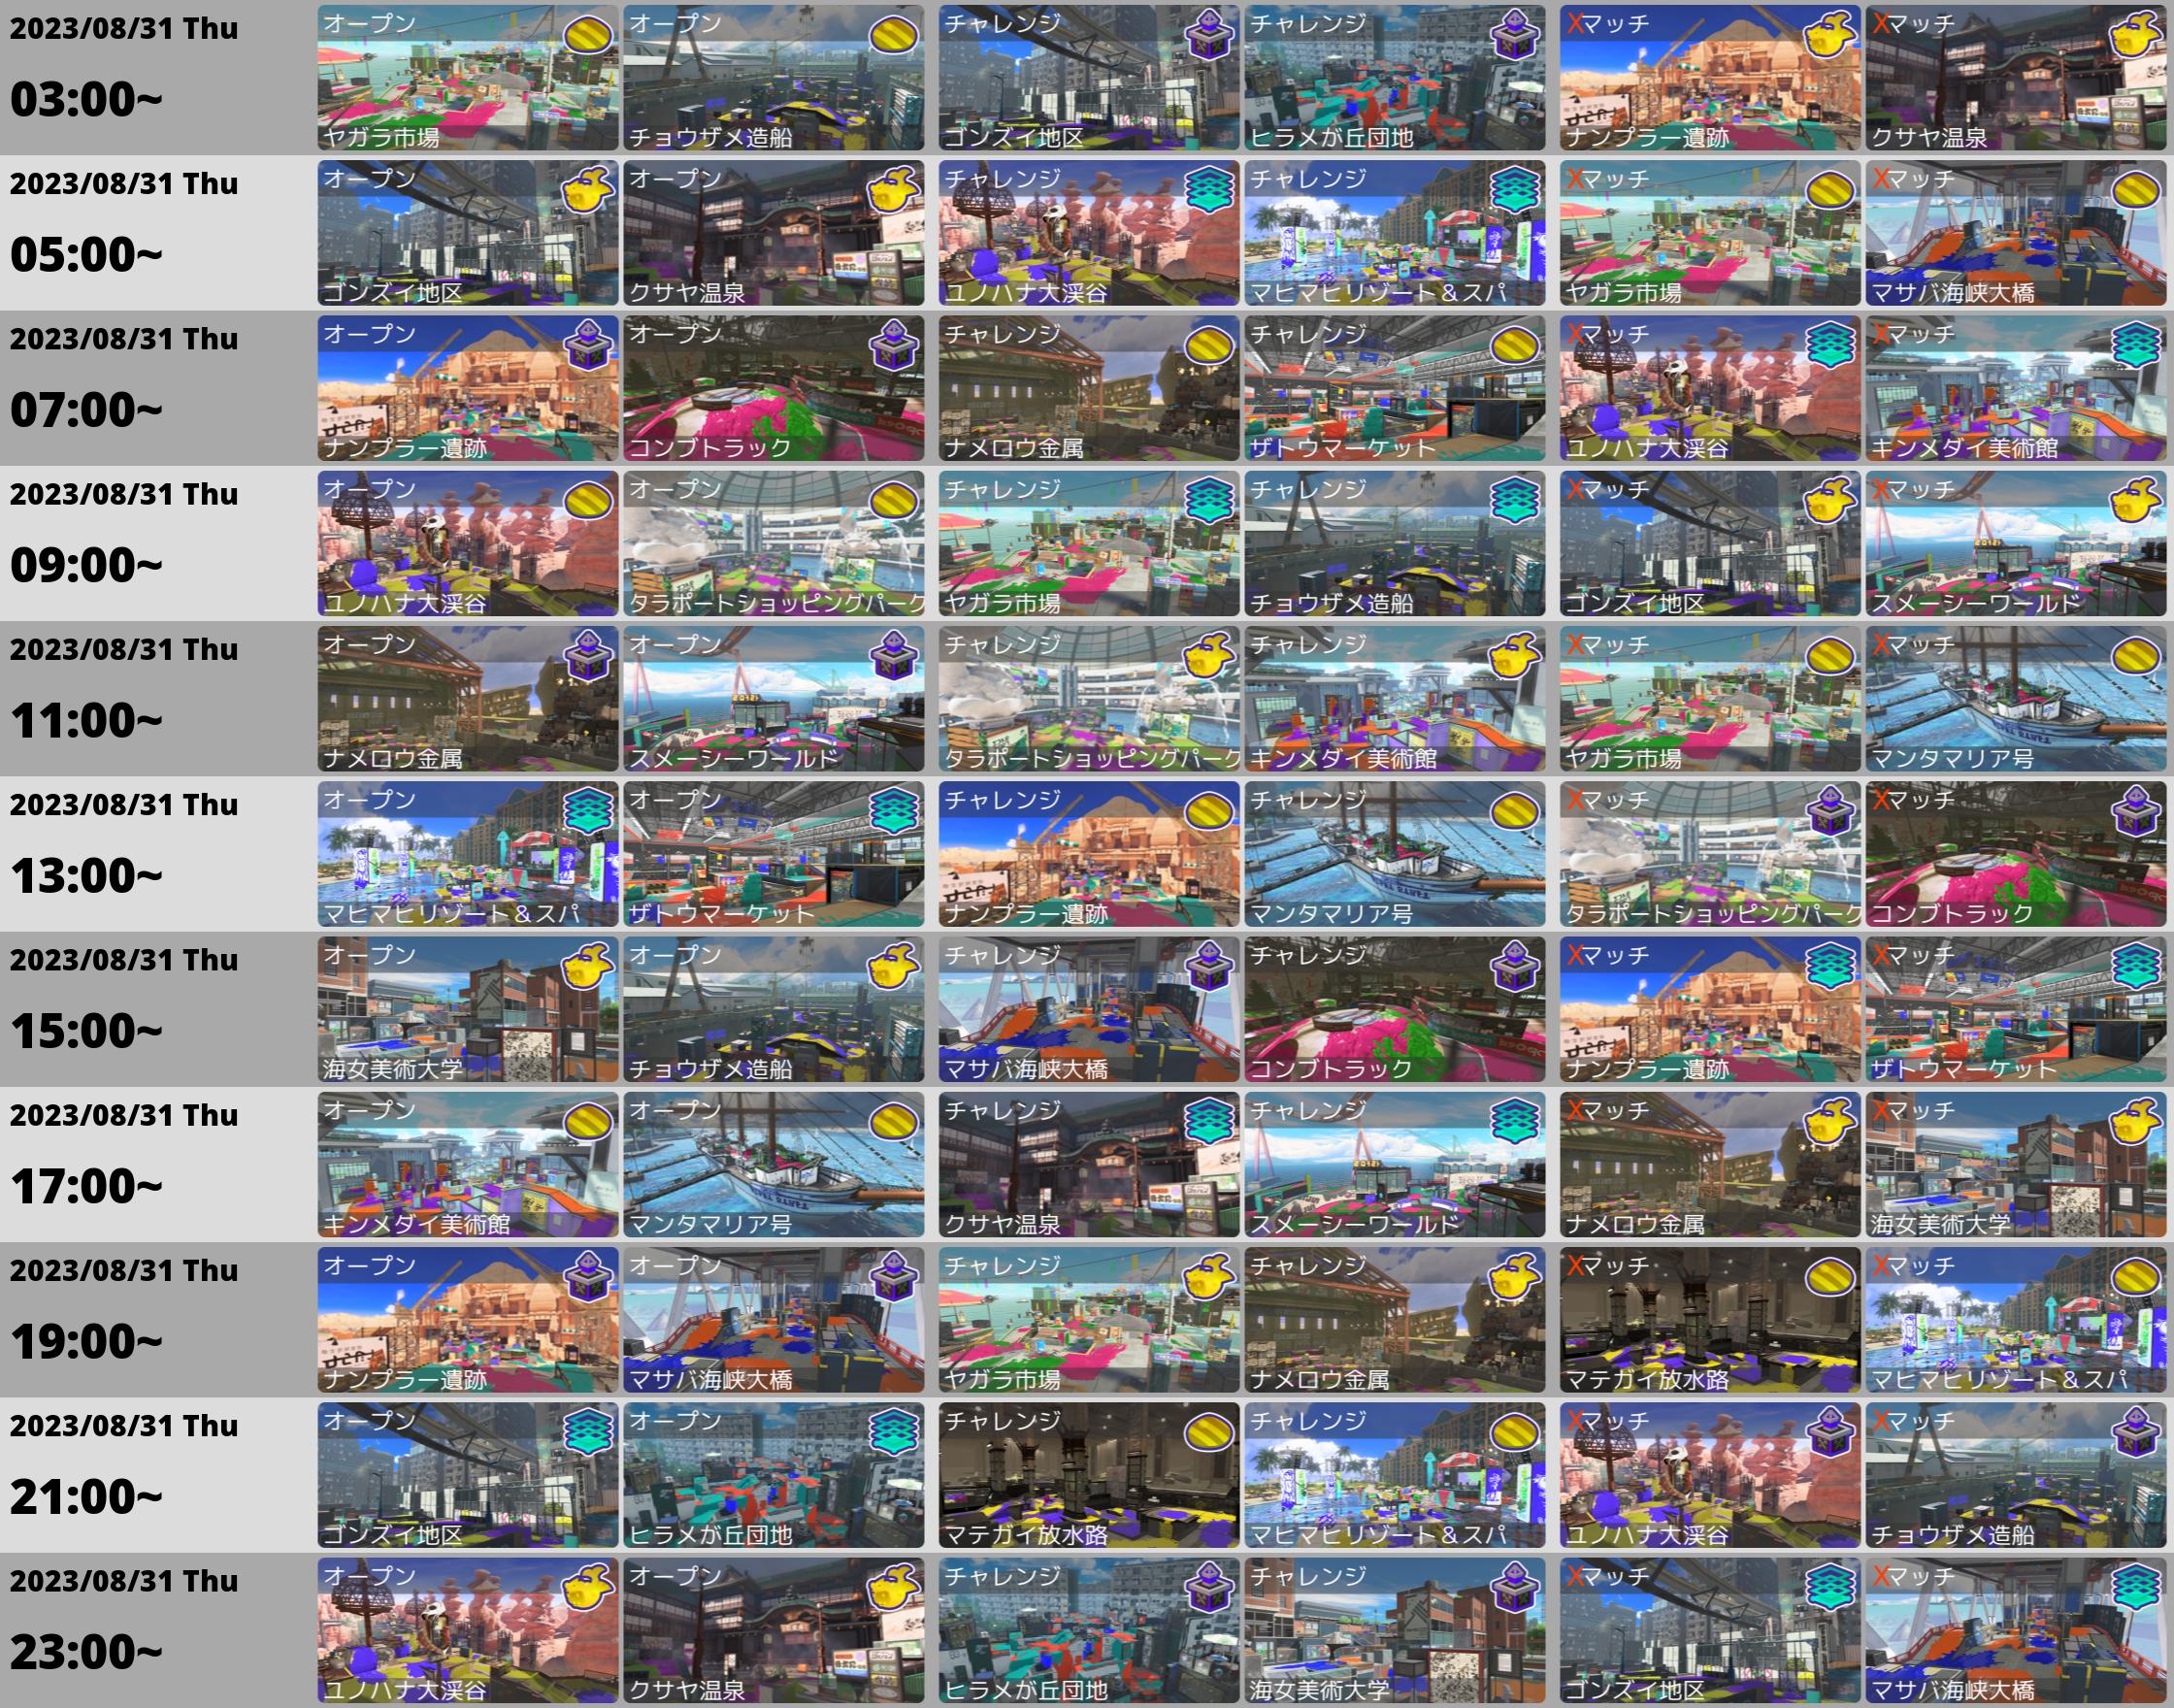 2023/08/31 Thu
03:00~
オープン
ヤガラ市場
オープン
チョウザメ造船
チャレンジ
ゴンズイ地区
チャレンジ
ヒラメが丘団地
Xマッチ
ナンプラー遺跡
Xマッチ
クサヤ温泉
2023/08/31 Thu
05:00~
オープン
ゴンズイ地区
オープン
クサヤ温泉
チャレンジ
ユノハナ大渓谷
チャレンジ
マヒマヒリゾート＆スパ
Xマッチ
ヤガラ市場
Xマッチ
マサバ海峡大橋
2023/08/31 Thu
07:00~
オープン
ナンプラー遺跡
オープン
コンブトラック
チャレンジ
ナメロウ金属
チャレンジ
ザトウマーケット
Xマッチ
ユノハナ大渓谷
Xマッチ
キンメダイ美術館
2023/08/31 Thu
09:00~
オープン
ユノハナ大渓谷
オープン
タラポートショッピングパーク
チャレンジ
ヤガラ市場
チャレンジ
チョウザメ造船
Xマッチ
ゴンズイ地区
Xマッチ
スメーシーワールド
2023/08/31 Thu
11:00~
オープン
ナメロウ金属
オープン
スメーシーワールド
チャレンジ
タラポートショッピングパーク
チャレンジ
キンメダイ美術館
Xマッチ
ヤガラ市場
Xマッチ
マンタマリア号
2023/08/31 Thu
13:00~
オープン
マヒマヒリゾート＆スパ
オープン
ザトウマーケット
チャレンジ
ナンプラー遺跡
チャレンジ
マンタマリア号
Xマッチ
タラポートショッピングパーク
Xマッチ
コンブトラック
2023/08/31 Thu
15:00~
オープン
海女美術大学
オープン
チョウザメ造船
チャレンジ
マサバ海峡大橋
チャレンジ
コンブトラック
Xマッチ
ナンプラー遺跡
Xマッチ
ザトウマーケット
2023/08/31 Thu
17:00~
オープン
キンメダイ美術館
オープン
マンタマリア号
チャレンジ
クサヤ温泉
チャレンジ
スメーシーワールド
Xマッチ
ナメロウ金属
Xマッチ
海女美術大学
2023/08/31 Thu
19:00~
オープン
ナンプラー遺跡
オープン
マサバ海峡大橋
チャレンジ
ヤガラ市場
チャレンジ
ナメロウ金属
Xマッチ
マテガイ放水路
Xマッチ
マヒマヒリゾート＆スパ
2023/08/31 Thu
21:00~
オープン
ゴンズイ地区
オープン
ヒラメが丘団地
チャレンジ
マテガイ放水路
チャレンジ
マヒマヒリゾート＆スパ
Xマッチ
ユノハナ大渓谷
Xマッチ
チョウザメ造船
2023/08/31 Thu
23:00~
オープン
ユノハナ大渓谷
オープン
クサヤ温泉
チャレンジ
ヒラメが丘団地
チャレンジ
海女美術大学
Xマッチ
ゴンズイ地区
Xマッチ
マサバ海峡大橋